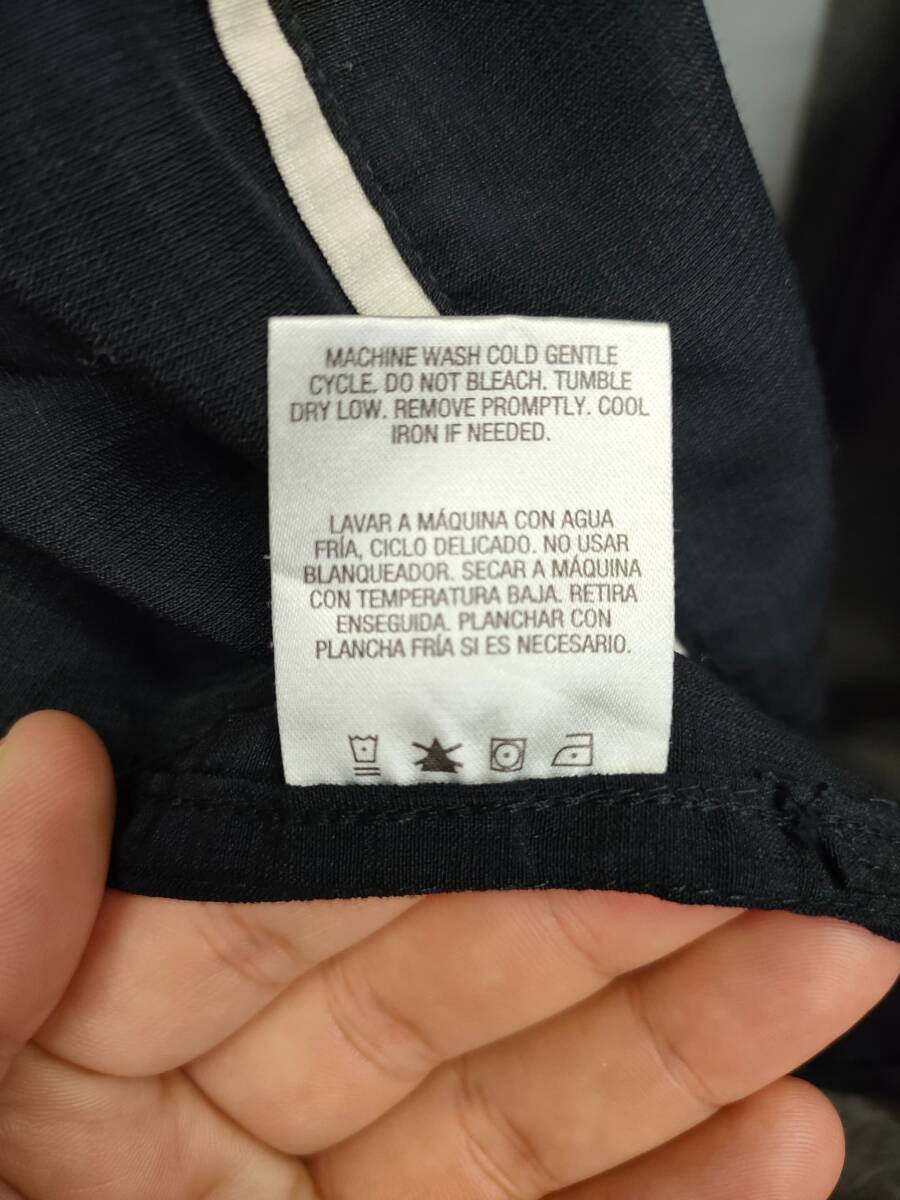 MACHINE WASH COLD GENTLE
CYCLE. DO NOT BLEACH. TUMBLE
DRY LOW. REMOVE PROMPTLY. COOL
IRON IF NEEDED.
LAVAR A MÁQUINA CON AGUA
FRÍA, CICLO DELICADO. NO USAR
BLANQUEADOR. SECAR A MÁQUINA
CON TEMPERATURA BAJA. RETIRA
ENSEGUIDA. PLANCHAR CON
PLANCHA FRÍA SI ES NECESARIO.